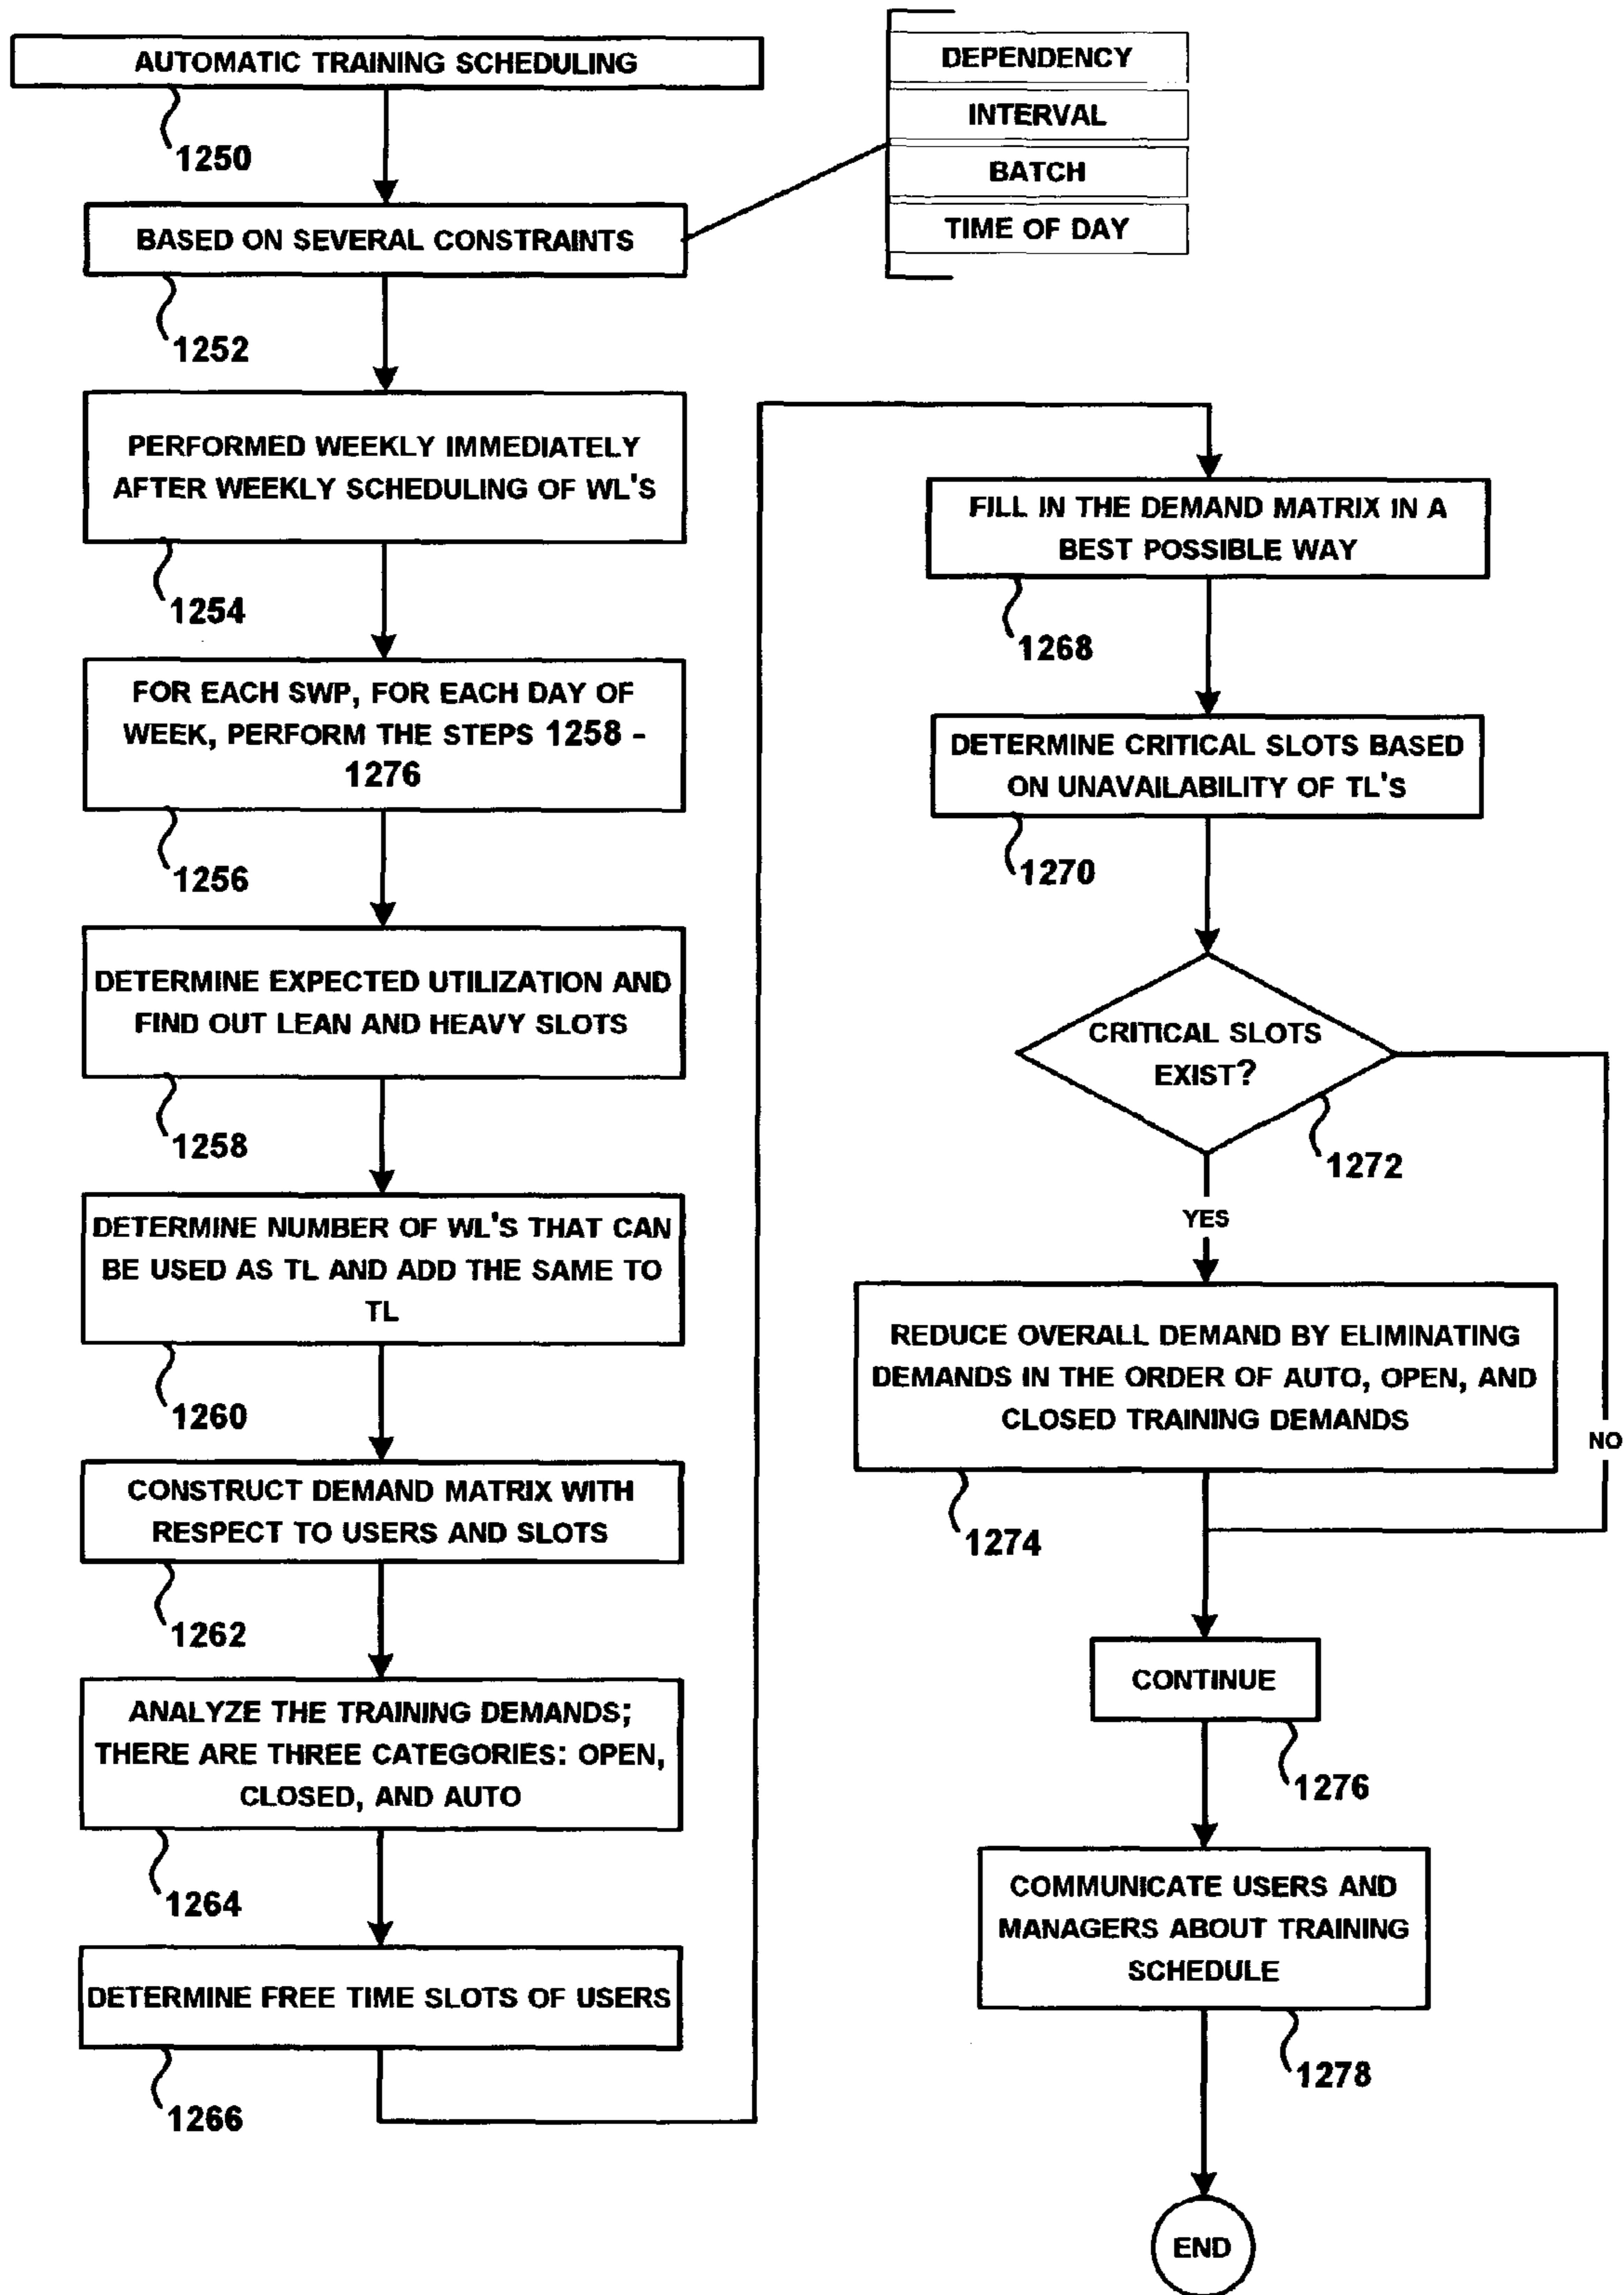 AUTOMATIC TRAINING SCHEDULING
1250
BASED ON SEVERAL CONSTRAINTS
1252
DEPENDENCY
INTERVAL
BATCH
TIME OF DAY
PERFORMED WEEKLY IMMEDIATELY
AFTER WEEKLY SCHEDULING OF WL'S
1254
FOR EACH SWP, FOR EACH DAY OF
WEEK, PERFORM THE STEPS 1258 -
1276
1256
DETERMINE EXPECTED UTILIZATION AND
FIND OUT LEAN AND HEAVY SLOTS
1258
DETERMINE NUMBER OF WL'S THAT CAN
BE USED AS TL AND ADD THE SAME TO
TL
1260
CONSTRUCT DEMAND MATRIX WITH
RESPECT TO USERS AND SLOTS
1262
ANALYZE THE TRAINING DEMANDS;
THERE ARE THREE CATEGORIES: OPEN,
CLOSED, AND AUTO
1264
DETERMINE FREE TIME SLOTS OF USERS
1266
FILL IN THE DEMAND MATRIX IN A
BEST POSSIBLE WAY
1268
DETERMINE CRITICAL SLOTS BASED
ON UNAVAILABILITY OF TL'S
1270
CRITICAL SLOTS
EXIST?
1272
YES
NO
REDUCE OVERALL DEMAND BY ELIMINATING
DEMANDS IN THE ORDER OF AUTO, OPEN, AND
CLOSED TRAINING DEMANDS
1274
CONTINUE
1276
COMMUNICATE USERS AND
MANAGERS ABOUT TRAINING
SCHEDULE
1278
END